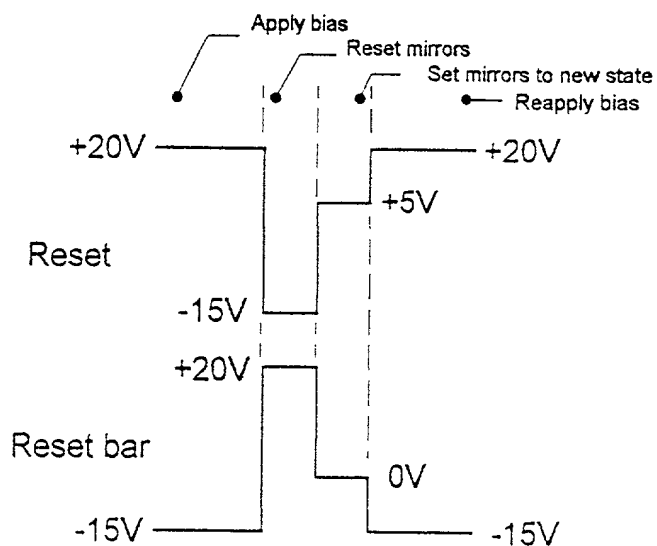 Apply bias
Reset mirrors
Set mirrors to new state
Reapply bias
+20V
+20V
+5V
Reset
-15V
+20V
Reset bar
0V
-15V
-15V